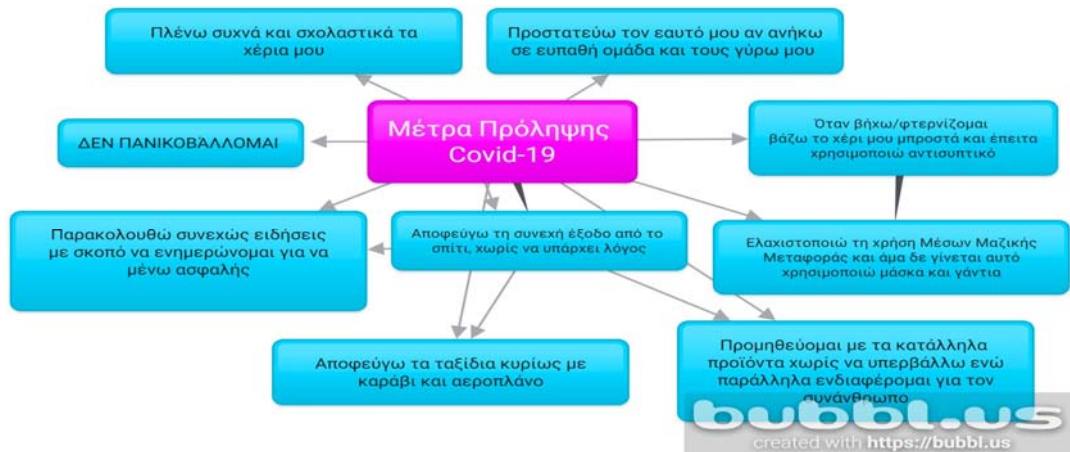 Πλένω συχνά και σχολαστικά τα
χέρια μου
Προστατεύω τον εαυτό μου αν ανήκω
σε ευπαθή ομάδα και τους γύρω μου
Μέτρα Πρόληψης
Covid-19
ΔΕΝ ΠΑΝΙΚΟΒΆΛΛΟΜΑΙ
Όταν βήχω/φτερνίζομαι
βάζω το χέρι μου μπροστά και έπειτα
χρησιμοποιώ αντισυπτικό
Παρακολουθώ συνεχώς ειδήσεις
με σκοπό να ενημερώνομαι για να
μένω ασφαλής
Αποφεύγω τη συνεχή έξοδο από το
σπίτι, χωρίς να υπάρχει λόγος
Ελαχιστοποιώ τη χρήση Μέσων Μαζικής
Μεταφοράς και άμα δε γίνεται αυτό
χρησιμοποιώ μάσκα και γάντια
Αποφεύγω τα ταξίδια κυρίως με
καράβι και αεροπλάνο
Προμηθεύομαι με τα κατάλληλα
προϊόντα χωρίς να υπερβάλλω ενώ
παράλληλα ενδιαφέρομαι για τον
συνάνθρωπο
bubbl.us
created with https://bubbl.us